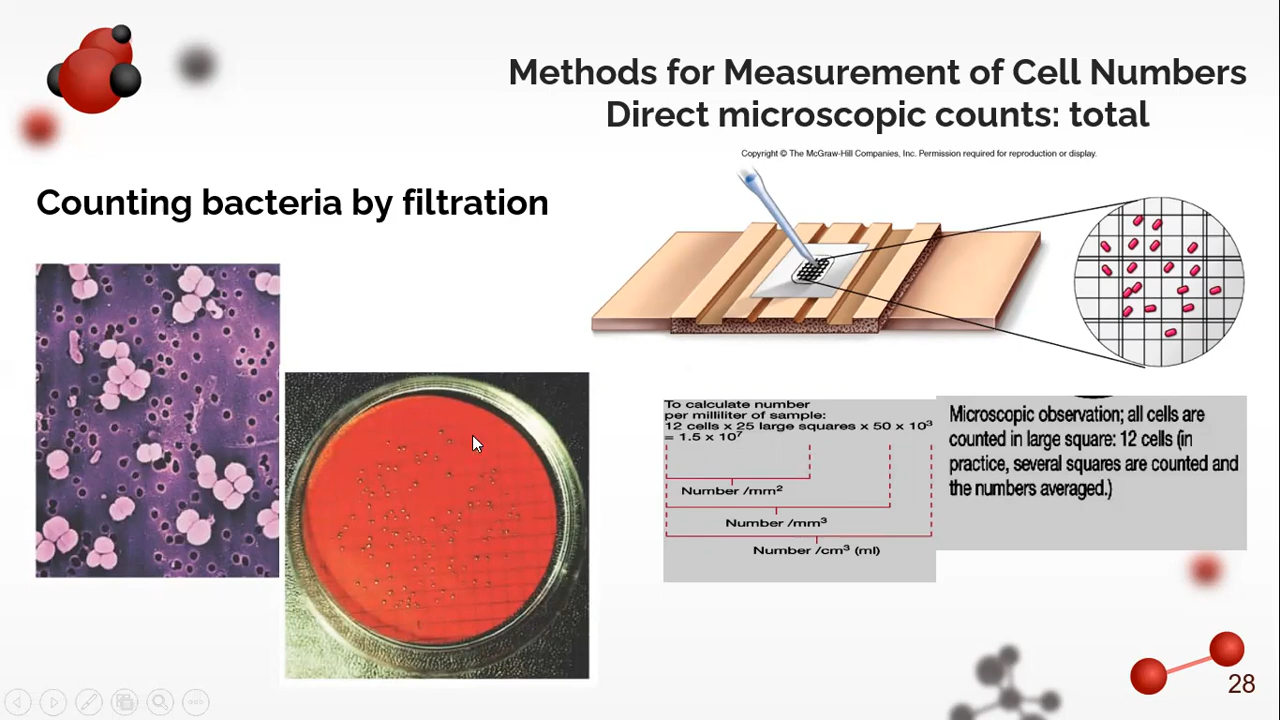 Methods for Measurement of Cell Numbers
Direct microscopic counts: total
Copyright © The McGraw-Hill Companies, Inc. Permission required for reproduction or display.
Counting bacteria by filtration
To calculate number
per milliliter of sample:
12 cells x 25 large squares x 50 x 10³
= 1.5 x 10⁷
Number /mm²
Number /mm³
Number /cm³ (ml)
Microscopic observation; all cells are
counted in large square: 12 cells (in
practice, several squares are counted and
the numbers averaged.)
28